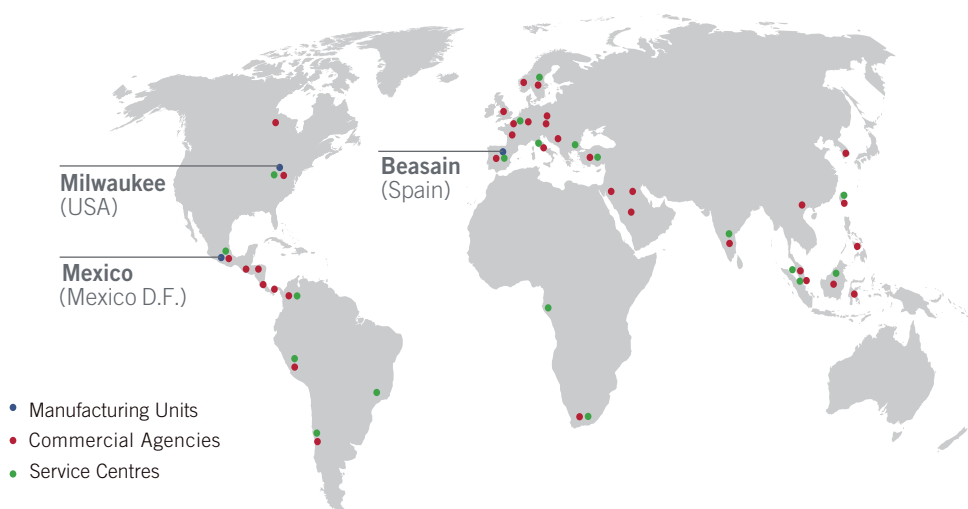 Milwaukee
(USA)
Beasain
(Spain)
Mexico
(Mexico D.F.)
Manufacturing Units
Commercial Agencies
Service Centres